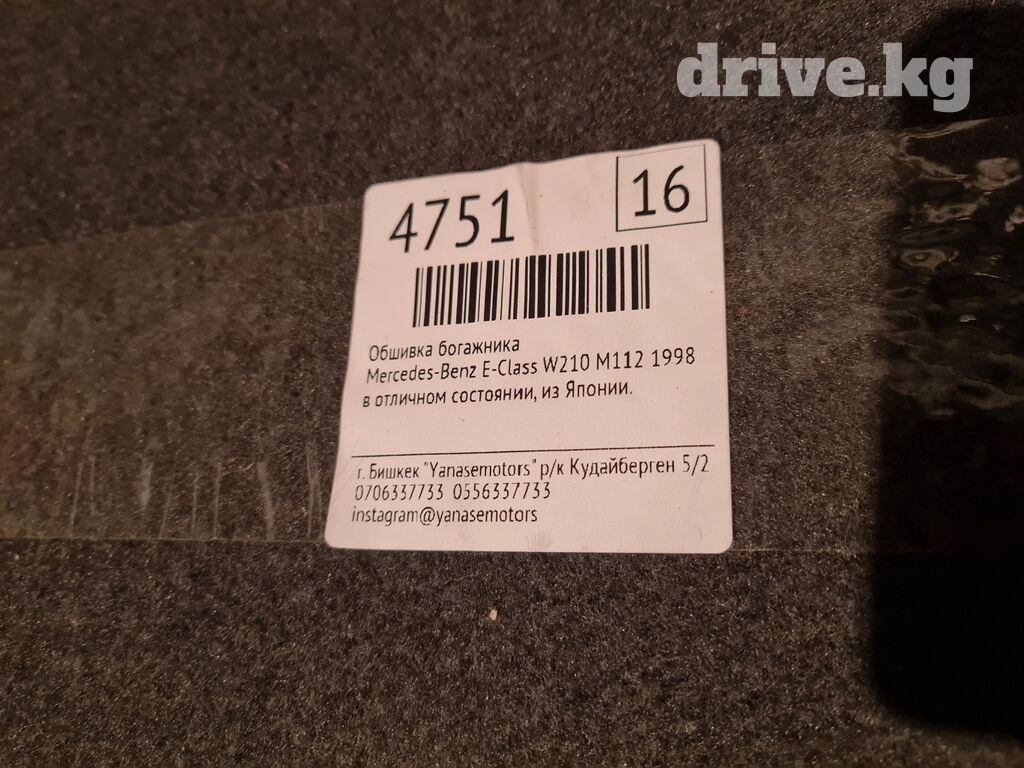 drive.kg
4751
16
Обшивка богажника
Mercedes-Benz E-Class W210 M112 1998
в отличном состоянии, из Японии.
г. Бишкек "Yanasemotors" р/к Кудайберген 5/2
0706337733 0556337733
instagram@yanasemotors